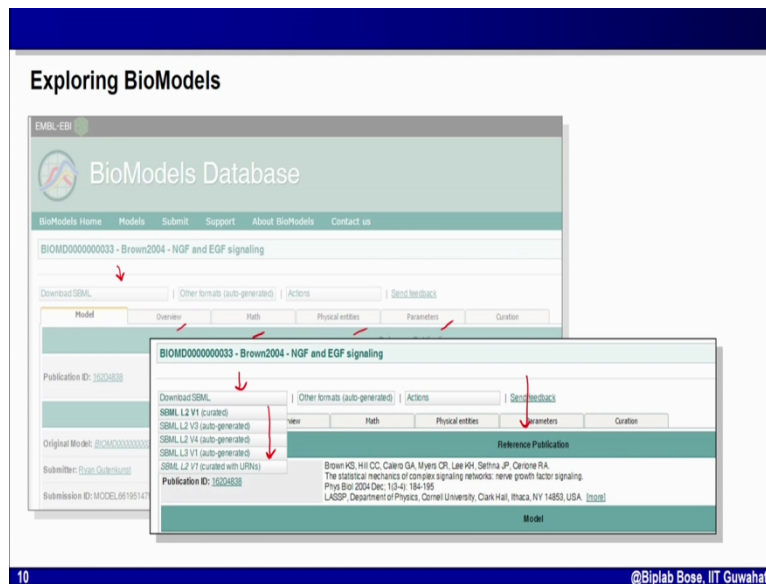 Exploring BioModels
EMBL-EBI
BioModels Database
BioModels Home Models Submit Support About BioModels Contact us
BIOMD0000000033 - Brown2004 - NGF and EGF signaling
Download SBML | Other formats (auto-generated) | Actions | Send feedback
Model Overview Math Physical entities Parameters Curation
Publication ID: 16204838
Original Model:
Submitter: Ryan Gutenkunst
BIOMD0000000033 - Brown2004 - NGF and EGF signaling
Download SBML | Other formats (auto-generated) | Actions | Send feedback
SBML L2 V1 (curated)
SBML L2 V3 (auto-generated)
SBML L2 V4 (auto-generated)
SBML L3 V1 (auto-generated)
SBML L2 V1 (curated with URNs)
view Math Physical entities Parameters Curation
Reference Publication
Publication ID: 16204838
Brown KS, Hill CC, Calero GA, Myers CR, Lee KH, Sethna JP, Cerione RA.
The statistical mechanics of complex signaling networks: nerve growth factor signaling.
Phys Biol 2004 Dec; 1(3-4): 184-195
LASSP, Department of Physics, Cornell University, Clark Hall, Ithaca, NY 14853, USA. [more]
Model
10
@Biplab Bose, IIT Guwahat